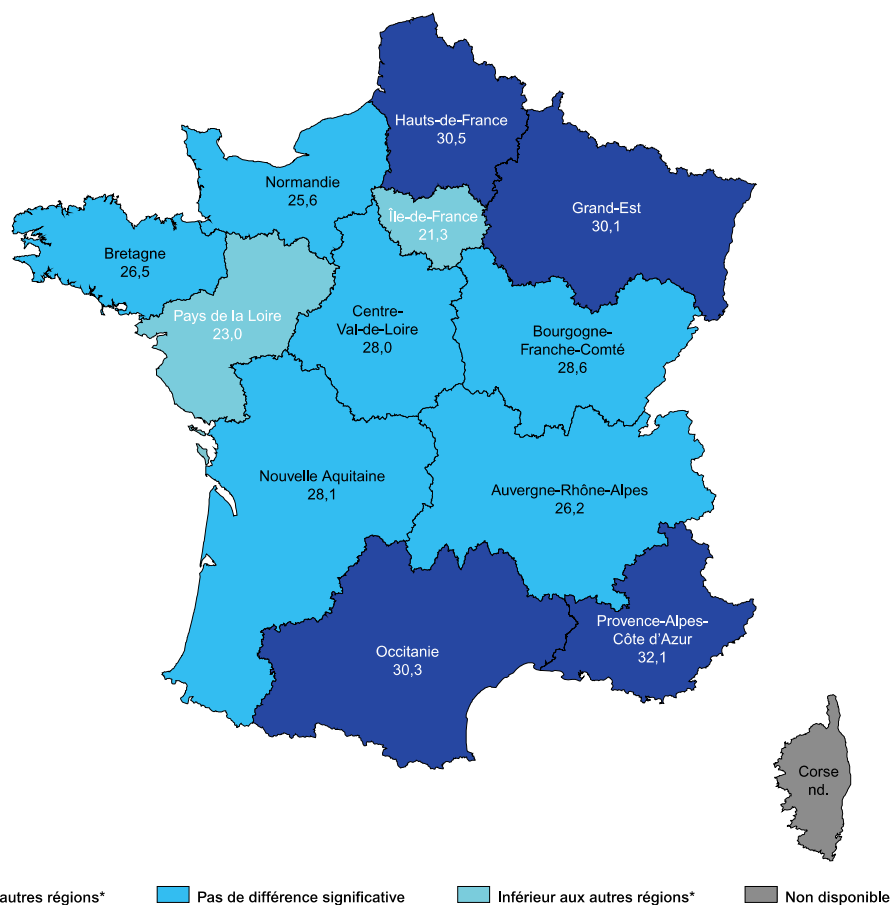 Hauts-de-France
30,5
Normandie
25,6
Île-de-France
21,3
Grand-Est
30,1
Bretagne
26,5
Pays de la Loire
23,0
Centre-
Val-de-Loire
28,0
Bourgogne-
Franche-Comté
28,6
Nouvelle Aquitaine
28,1
Auvergne-Rhône-Alpes
26,2
Occitanie
30,3
Provence-Alpes-
Côte d'Azur
32,1
Corse
nd.
autres régions*
Pas de différence significative
Inférieur aux autres régions*
Non disponible